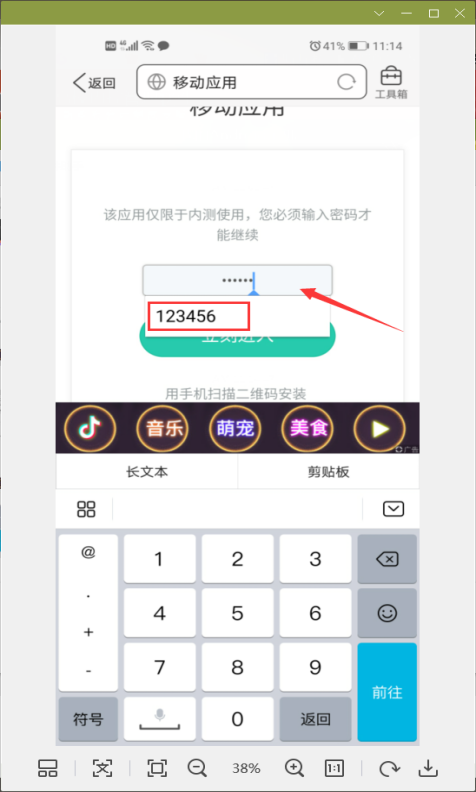 HD 4G 41% 11:14
返回 移动应用
工具箱
移动应用
该应用仅限于内测使用，您必须输入密码才
能继续
••••••
123456
立刻进入
用手机扫描二维码安装
音乐 萌宠 美食
广告
长文本 剪贴板
@ 1 2 3
. 4 5 6
+
- 7 8 9
前往
符号 0 返回
38% 1:1